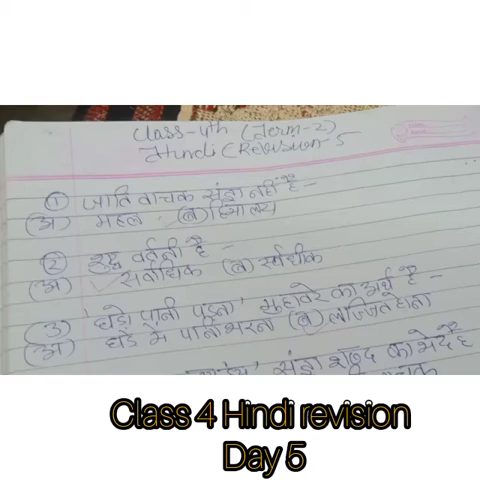 Class-4th (Term-2)
Hindi (Revision-5
① जाति वाचक संज्ञा नहीं है -
(अ) महल (ब) हिमालय
② शुद्ध वर्तनी है -
(अ) सर्वाधिक (ब) र्स्वधीक
③ 'घड़ो पानी पड़ना' मुहावरे का अर्थ है -
(अ) घड़े में पानी भरना (ब) लज्जित होना
संज्ञा शब्द का भेद है
Class 4 Hindi revision
Day 5